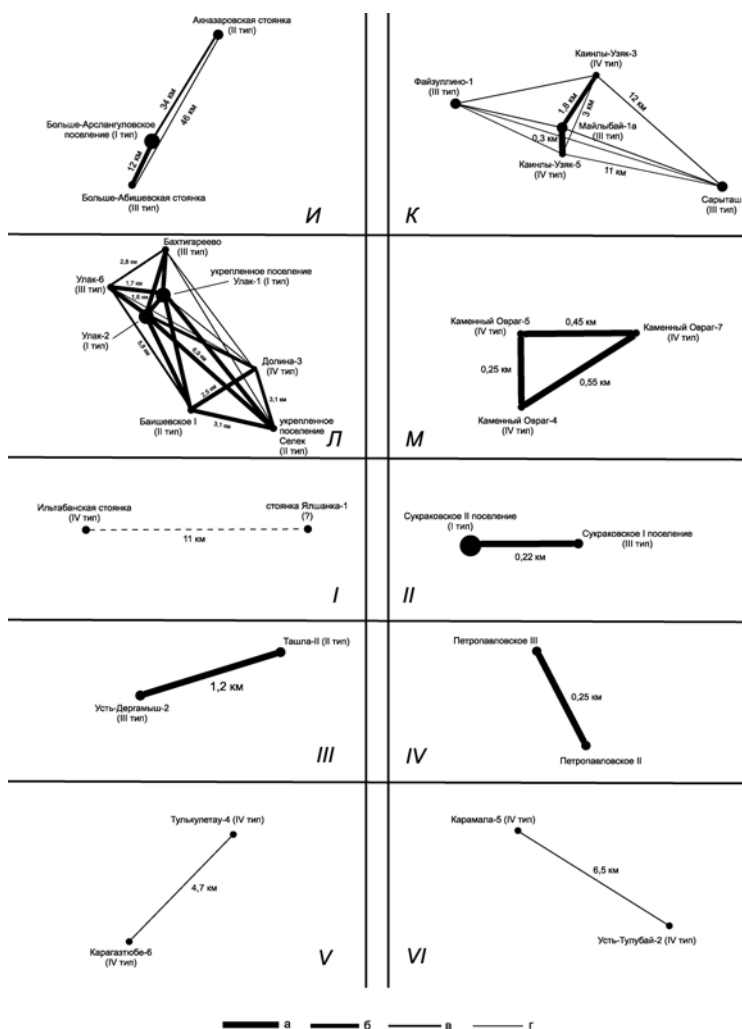 Акназаровская стоянка
(II тип)
34 км
46 км
Больше-Арслангуловское
поселение (I тип)
12 км
Больше-Абишевская стоянка
(III тип)
И
Каинлы-Узяк-3
(IV тип)
Файзуллино-1
(III тип)
1,8 км
3 км
12 км
Майлыбай-1а
(III тип)
0,3 км
Каинлы-Узяк-5
(IV тип)
11 км
Сарыташ
(III тип)
К
Бахтигареево
(III тип)
2,8 км
Улак-6
(III тип)
1,7 км
укрепленное поселение
Улак-1 (I тип)
Улак-2
(I тип)
Долина-3
(IV тип)
2,5 км
3,1 км
Баишевское I
(II тип)
3,1 км
укрепленное
поселение
Селек
(II тип)
Л
Каменный Овраг-5
(IV тип)
0,45 км
Каменный Овраг-7
(IV тип)
0,25 км
0,55 км
Каменный Овраг-4
(IV тип)
М
Ильтабанская стоянка
(IV тип)
стоянка Ялшанка-1
(?)
11 км
I
Сукраковское II поселение
(I тип)
Сукраковское I поселение
(III тип)
0,22 км
II
Ташла-II (II тип)
1,2 км
Усть-Дергамыш-2
(III тип)
III
Петропавловское III
0,25 км
Петропавловское II
IV
Тулькулетау-4 (IV тип)
4,7 км
Карагазтюбе-6
(IV тип)
V
Карамала-5 (IV тип)
6,5 км
Усть-Тулубай-2 (IV тип)
VI
а б в г